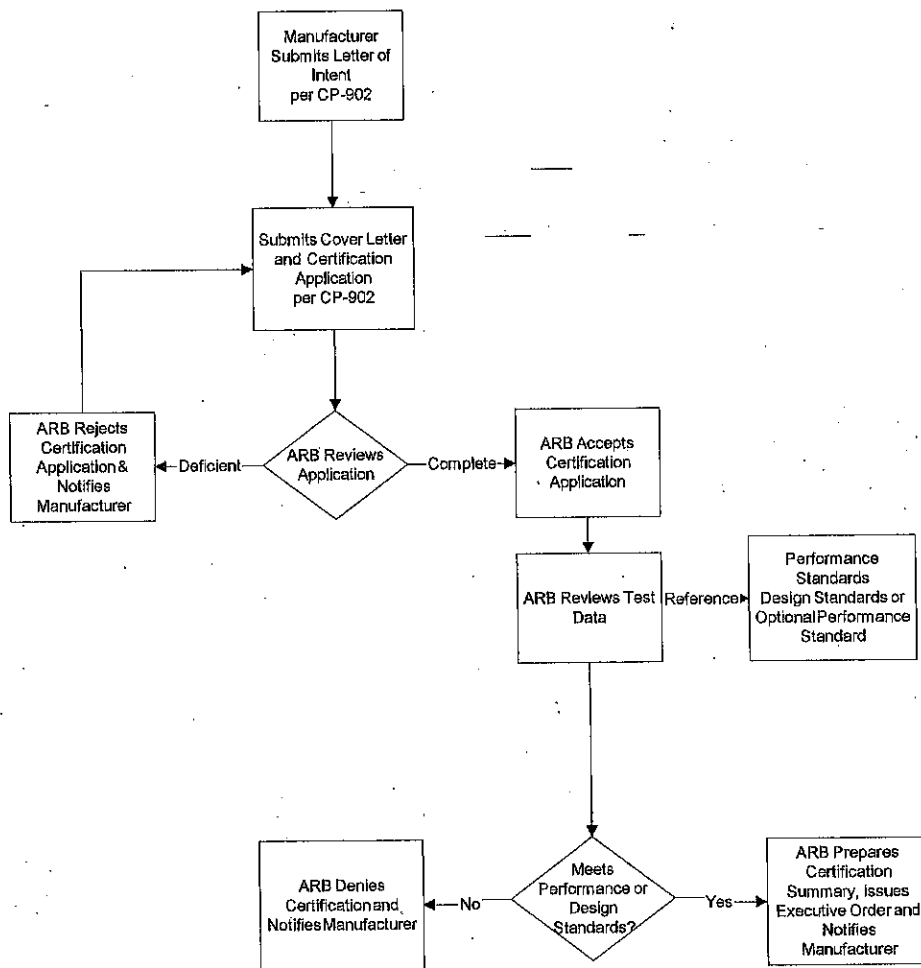 Manufacturer
Submits Letter of
Intent
per CP-902
Submits Cover Letter
and Certification
Application
per CP-902
ARB Rejects
Certification
Application &
Notifies
Manufacturer
Deficient
ARB Reviews
Application
Complete
ARB Accepts
Certification
Application
ARB Reviews Test
Data
Reference
Performance
Standards
Design Standards or
Optional Performance
Standard
ARB Denies
Certification and
Notifies Manufacturer
No
Meets
Performance or
Design
Standards?
Yes
ARB Prepares
Certification
Summary, issues
Executive Order and
Notifies
Manufacturer